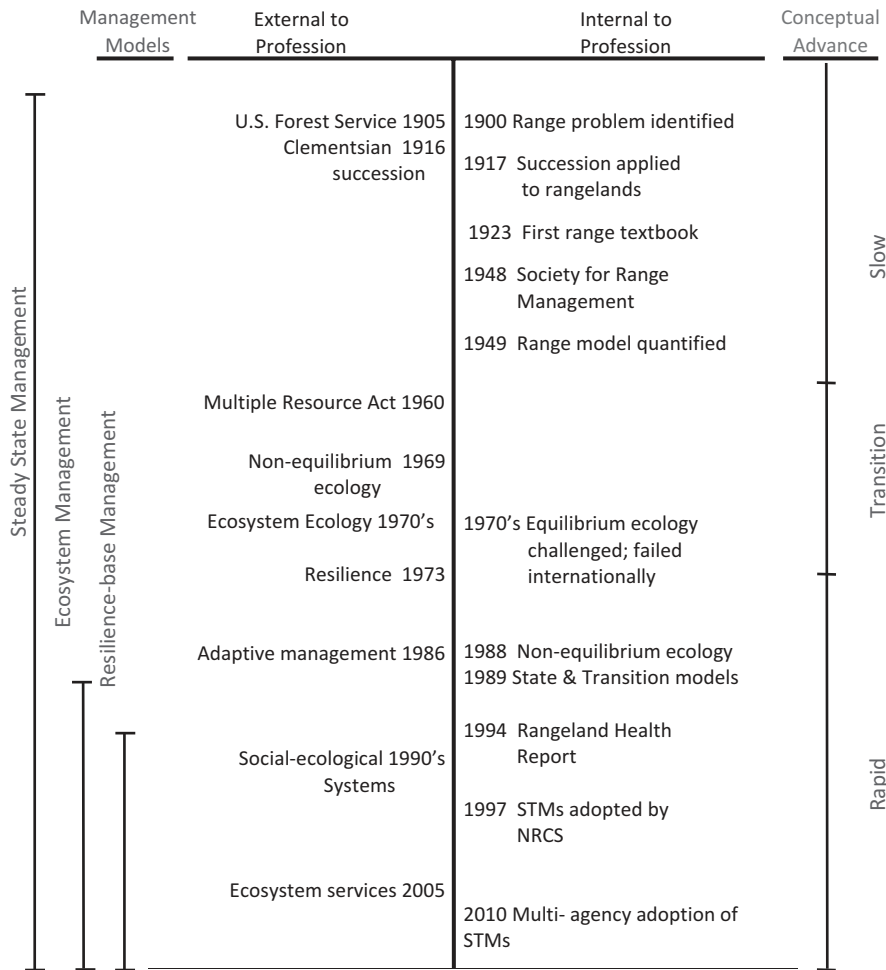 Management
Models
External to
Profession
Internal to
Profession
Conceptual
Advance
Steady State Management
Ecosystem Management
Resilience-base Management
U.S. Forest Service 1905
Clementsian 1916
succession
Multiple Resource Act 1960
Non-equilibrium 1969
ecology
Ecosystem Ecology 1970's
Resilience 1973
Adaptive management 1986
Social-ecological 1990's
Systems
Ecosystem services 2005
1900 Range problem identified
1917 Succession applied
to rangelands
1923 First range textbook
1948 Society for Range
Management
1949 Range model quantified
1970's Equilibrium ecology
challenged; failed
internationally
1988 Non-equilibrium ecology
1989 State & Transition models
1994 Rangeland Health
Report
1997 STMs adopted by
NRCS
2010 Multi- agency adoption of
STMs
Slow
Transition
Rapid